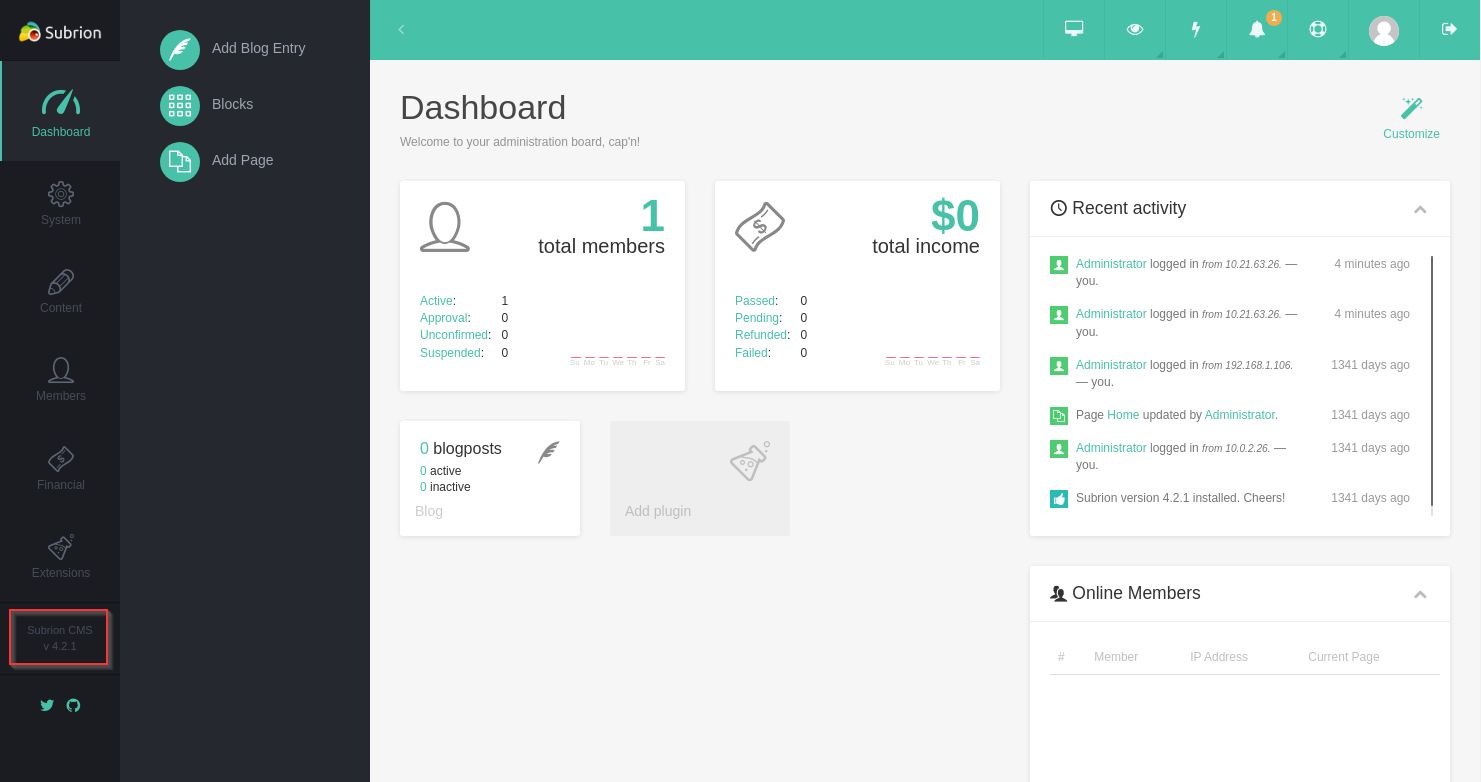 Subrion
Dashboard
System
Content
Members
Financial
Extensions
Subrion CMS
v 4.2.1
Add Blog Entry
Blocks
Add Page
1
Dashboard
Welcome to your administration board, cap'n!
Customize
1
total members
Active: 1
Approval: 0
Unconfirmed: 0
Suspended: 0
Su Mo Tu We Th Fr Sa
$0
total income
Passed: 0
Pending: 0
Refunded: 0
Failed: 0
Su Mo Tu We Th Fr Sa
0 blogposts
0 active
0 inactive
Blog
Add plugin
Recent activity
Administrator logged in from 10.21.63.26. — 4 minutes ago
you.
Administrator logged in from 10.21.63.26. — 4 minutes ago
you.
Administrator logged in from 192.168.1.106. 1341 days ago
— you.
Page Home updated by Administrator. 1341 days ago
Administrator logged in from 10.0.2.26. — 1341 days ago
you.
Subrion version 4.2.1 installed. Cheers! 1341 days ago
Online Members
# Member IP Address Current Page